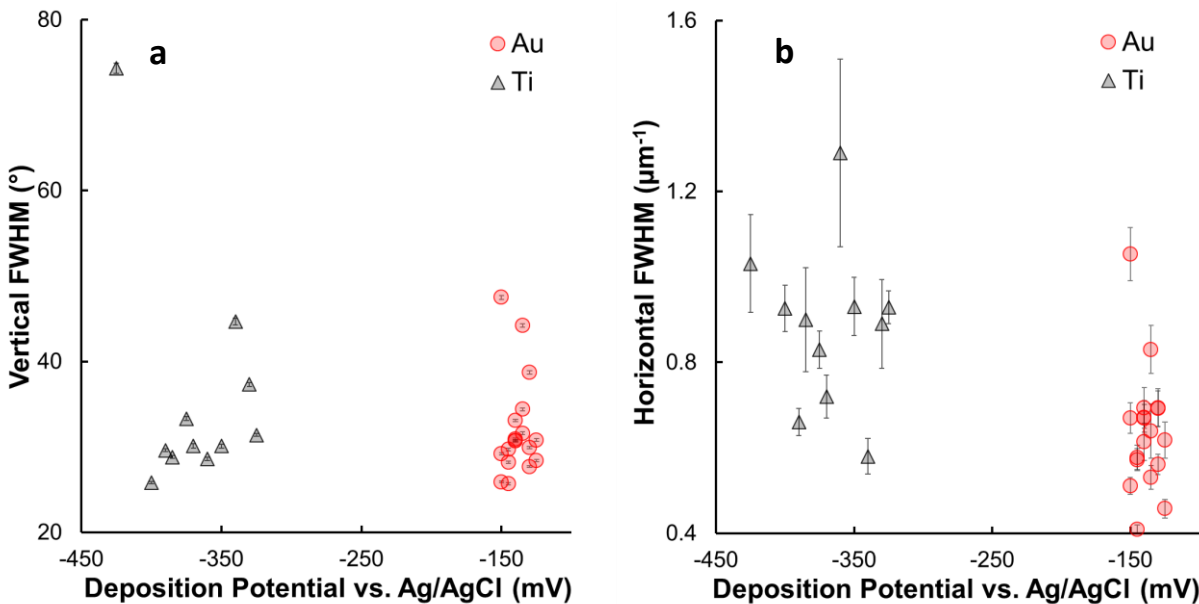 a
Au
Ti
Vertical FWHM (°)
80
60
40
20
-450
-350
-250
-150
Deposition Potential vs. Ag/AgCl (mV)
b
Au
Ti
Horizontal FWHM (µm⁻¹)
1.6
1.2
0.8
0.4
-450
-350
-250
-150
Deposition Potential vs. Ag/AgCl (mV)